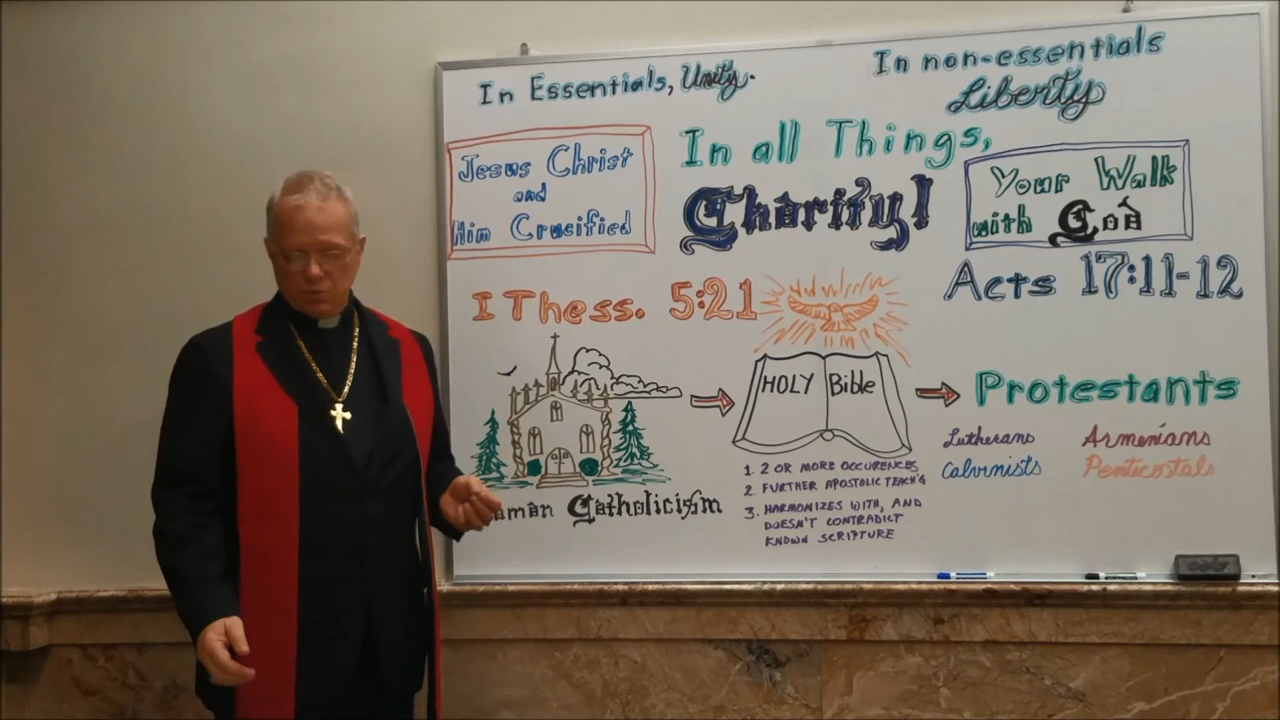 In Essentials, Unity.
In non-essentials
Liberty
In all Things,
Charity!
Jesus Christ
and
Him Crucified
Your Walk
with God
Acts 17:11-12
I Thess. 5:21
HOLY Bible
Protestants
Lutherans
Armenians
Calvinists
Pentecostals
1. 2 OR MORE OCCURENCES
2. FURTHER APOSTOLIC TEACH'G
3. HARMONIZES WITH, AND
DOESN'T CONTRADICT
KNOWN SCRIPTURE
Catholicism